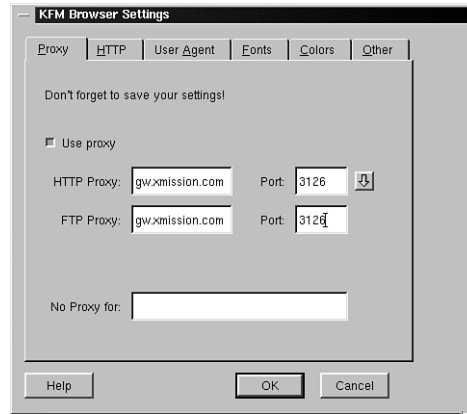 KFM Browser Settings
Proxy HTTP User Agent Fonts Colors Other
Don't forget to save your settings!
Use proxy
HTTP Proxy: gw.xmission.com Port: 3126
FTP Proxy: gw.xmission.com Port: 3126
No Proxy for:
Help OK Cancel